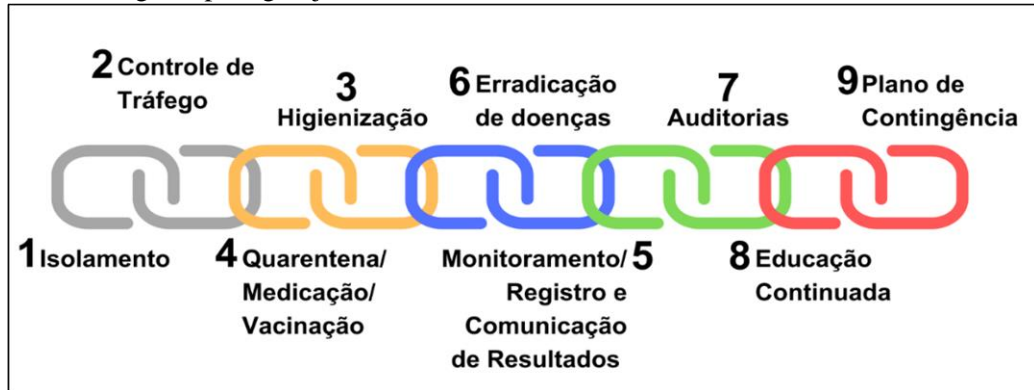 2 Controle de
Tráfego
3
Higienização
6 Erradicação
de doenças
7
Auditorias
9 Plano de
Contingência
1 Isolamento
4 Quarentena/
Medicação/
Vacinação
Monitoramento/ 5
Registro e
Comunicação
de Resultados
8 Educação
Continuada